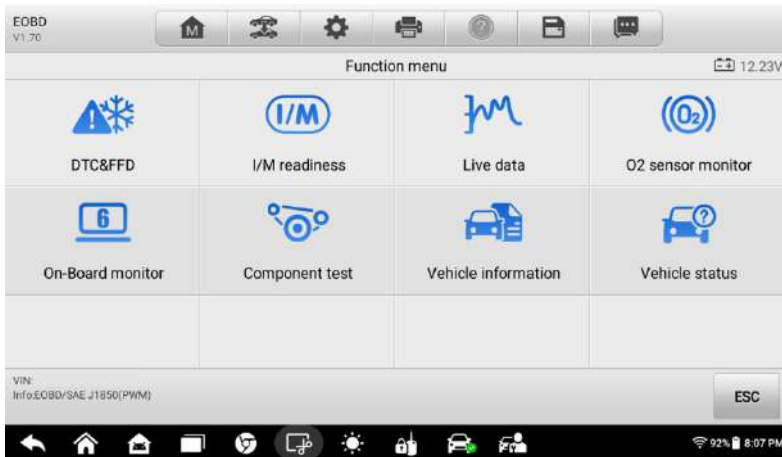 EOBD
V1.70
M
Function menu
12.23V
DTC&FFD
I/M
I/M readiness
Live data
O2
O2 sensor monitor
6
On-Board monitor
Component test
Vehicle information
?
Vehicle status
VIN:
Info:EOBD/SAE J1850(PWM)
ESC
92% 8:07 PM